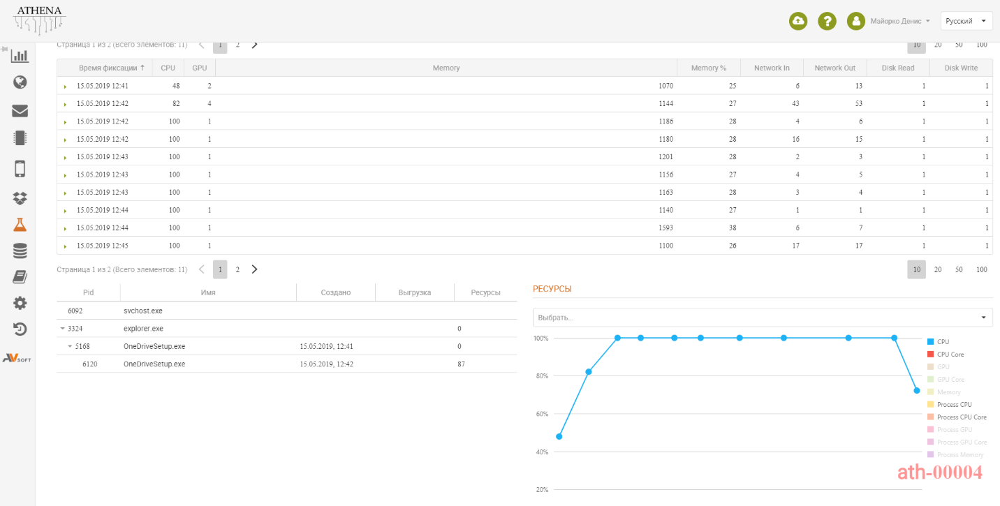 ATHENA
? Майорко Денис Русский
Страница 1 из 2 (Всего элементов: 11) 1 2 10 20 50 100
Время фиксации ↑ CPU GPU Memory Memory % Network In Network Out Disk Read Disk Write
15.05.2019 12:41 48 2 1070 25 6 13 1 1
15.05.2019 12:42 82 4 1144 27 43 53 1 1
15.05.2019 12:42 100 1 1186 28 4 6 1 1
15.05.2019 12:42 100 1 1180 28 16 15 1 1
15.05.2019 12:43 100 1 1201 28 2 3 1 1
15.05.2019 12:43 100 1 1156 27 4 5 1 1
15.05.2019 12:43 100 1 1163 28 3 4 1 1
15.05.2019 12:44 100 1 1140 27 1 1 1 1
15.05.2019 12:44 100 1 1593 38 6 7 1 1
15.05.2019 12:45 100 1 1100 26 17 17 1 1
Страница 1 из 2 (Всего элементов: 11) 1 2 10 20 50 100
Pid Имя Создано Выгрузка Ресурсы
6092 svchost.exe
3324 explorer.exe 0
5168 OneDriveSetup.exe 15.05.2019, 12:41 0
6120 OneDriveSetup.exe 15.05.2019, 12:42 87
РЕСУРСЫ
Выбрать...
100%
80%
60%
40%
20%
CPU
CPU Core
GPU
GPU Core
Memory
Process CPU
Process CPU Core
Process GPU
Process GPU Core
Process Memory
ath-00004
AVSOFT